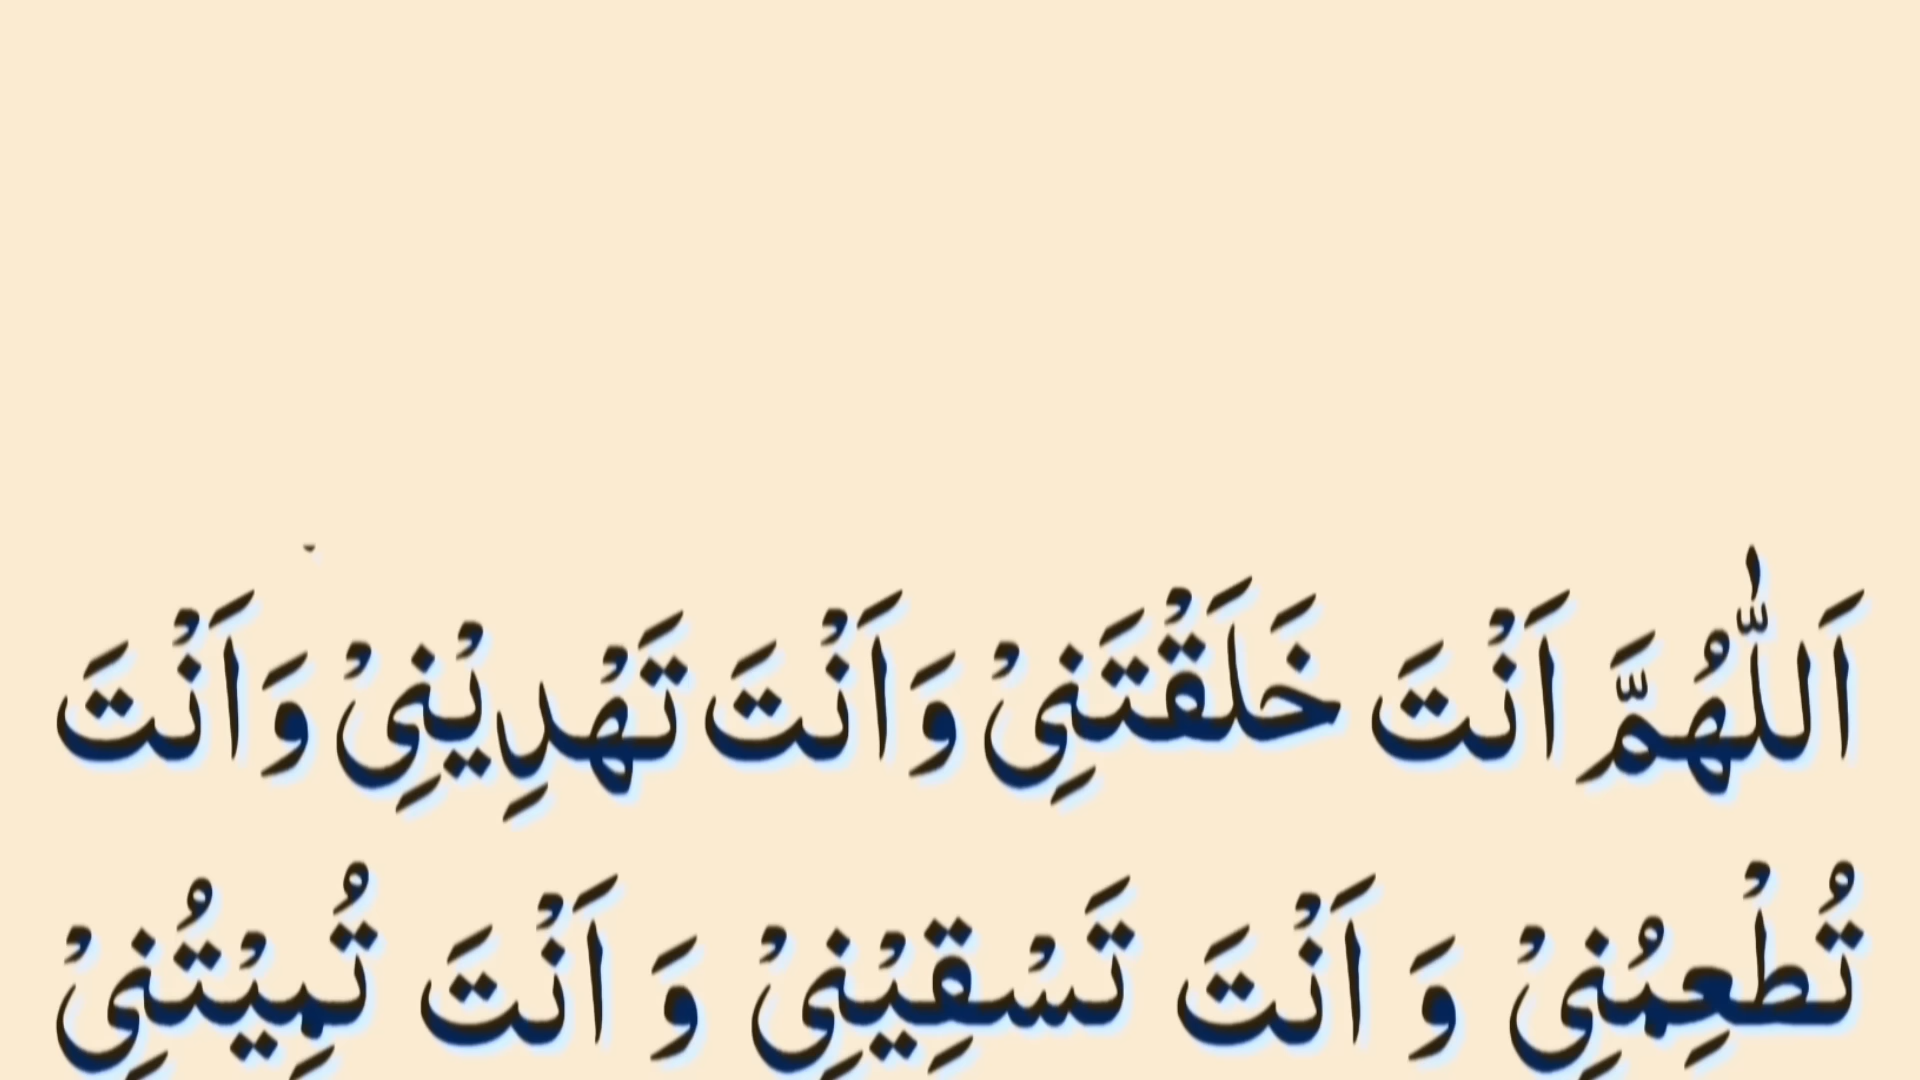 اَللّٰهُمَّ اَنْتَ خَلَقْتَنِیْ وَاَنْتَ تَهْدِیْنِیْ وَاَنْتَ
تُطْعِمُنِیْ وَ اَنْتَ تَسْقِیْنِیْ وَ اَنْتَ تُمِیْتُنِیْ